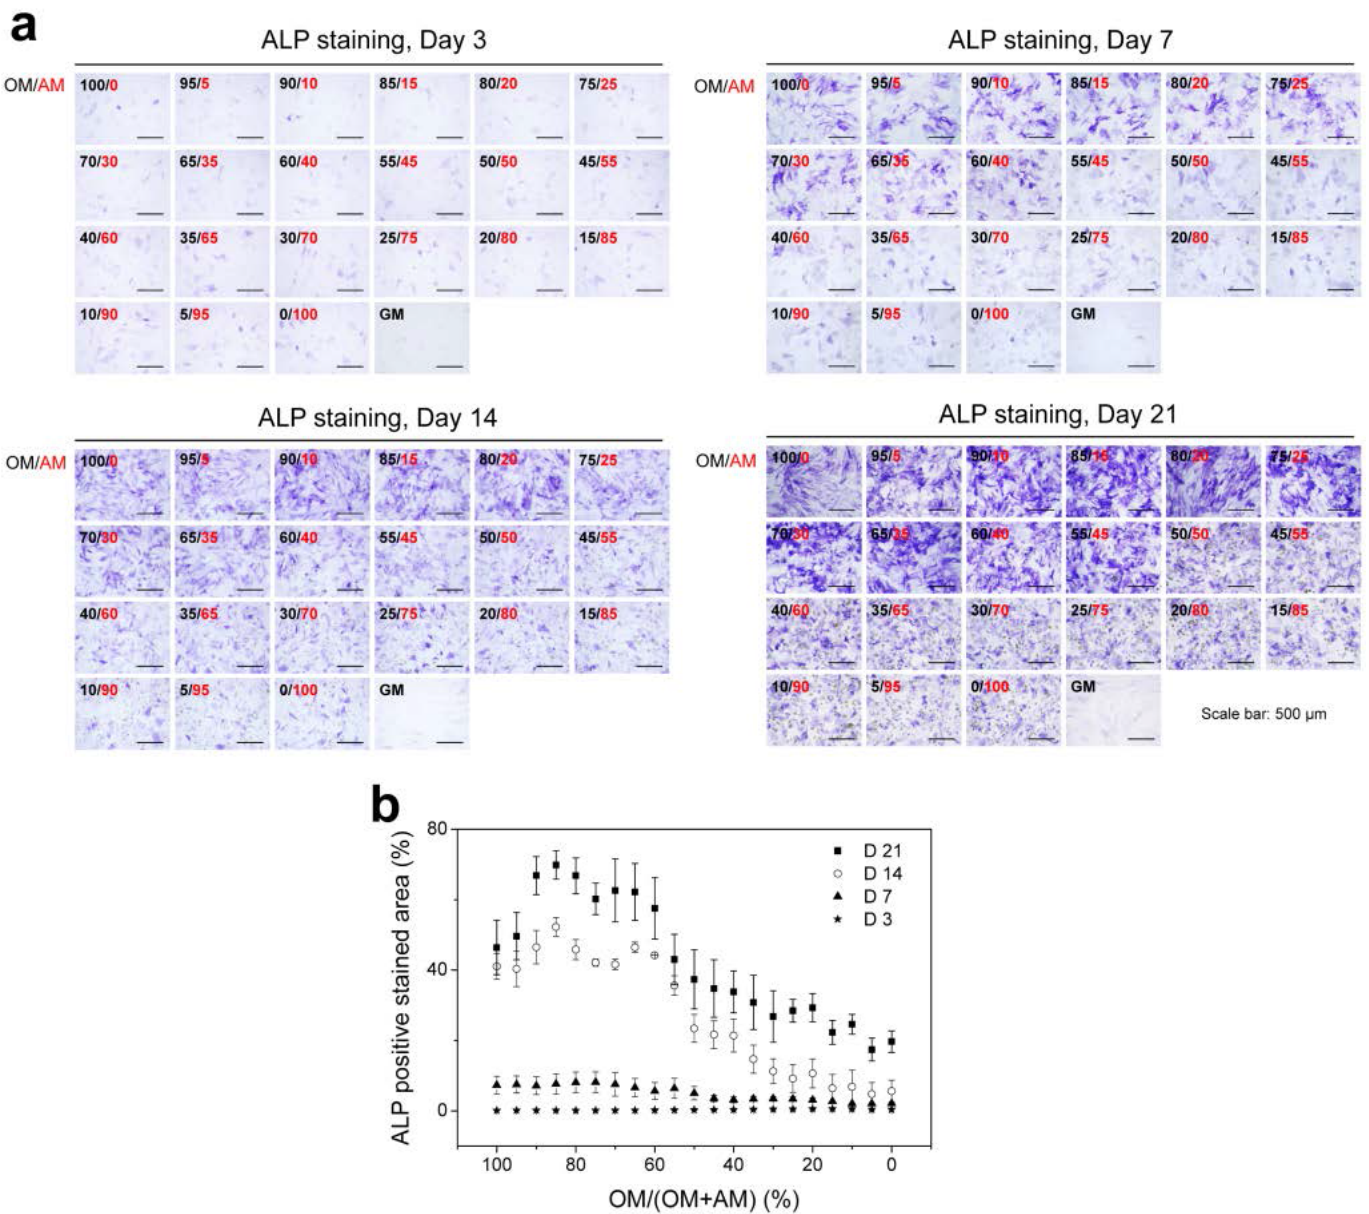 a
ALP staining, Day 3
OM/AM
100/0 95/5 90/10 85/15 80/20 75/25
70/30 65/35 60/40 55/45 50/50 45/55
40/60 35/65 30/70 25/75 20/80 15/85
10/90 5/95 0/100 GM
ALP staining, Day 7
OM/AM
100/0 95/5 90/10 85/15 80/20 75/25
70/30 65/35 60/40 55/45 50/50 45/55
40/60 35/65 30/70 25/75 20/80 15/85
10/90 5/95 0/100 GM
ALP staining, Day 14
OM/AM
100/0 95/5 90/10 85/15 80/20 75/25
70/30 65/35 60/40 55/45 50/50 45/55
40/60 35/65 30/70 25/75 20/80 15/85
10/90 5/95 0/100 GM
ALP staining, Day 21
OM/AM
100/0 95/5 90/10 85/15 80/20 75/25
70/30 65/35 60/40 55/45 50/50 45/55
40/60 35/65 30/70 25/75 20/80 15/85
10/90 5/95 0/100 GM
Scale bar: 500 µm
b
ALP positive stained area (%)
80
40
0
D 21
D 14
D 7
D 3
100 80 60 40 20 0
OM/(OM+AM) (%)